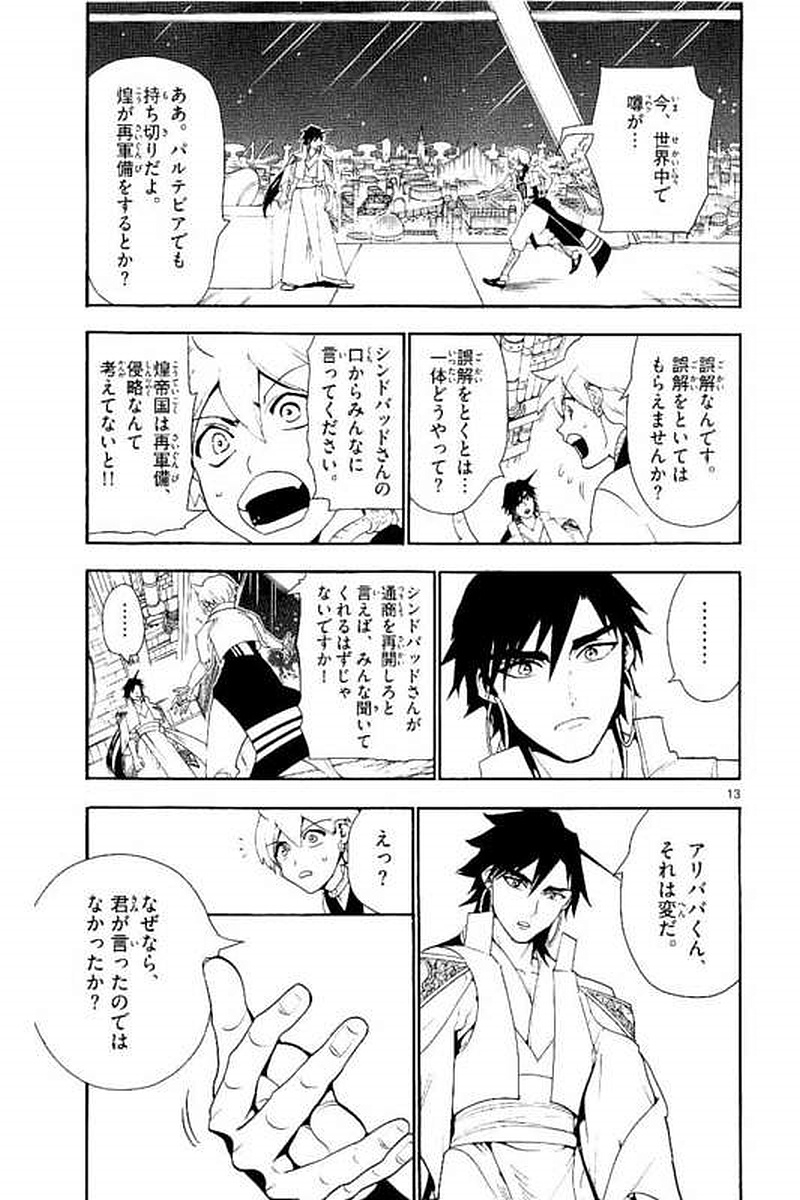 今、世界中で
噂が…
ああ。パルテビアでも
持ち切りだよ。
煌が再軍備をするとか？
誤解なんです。
誤解をといては
もらえませんか？
誤解をとくとは…
一体どうやって？
シンドバッドさんの
口からみんなに
言ってください。
煌帝国は再軍備、
侵略なんて
考えてないと!!
………
シンドバッドさんが
通商を再開しろと
言えば、みんな聞いて
くれるはずじゃ
ないですか！
……
13
アリババくん、
それは変だ。
えっ？
なぜなら、
君が言ったのでは
なかったか？